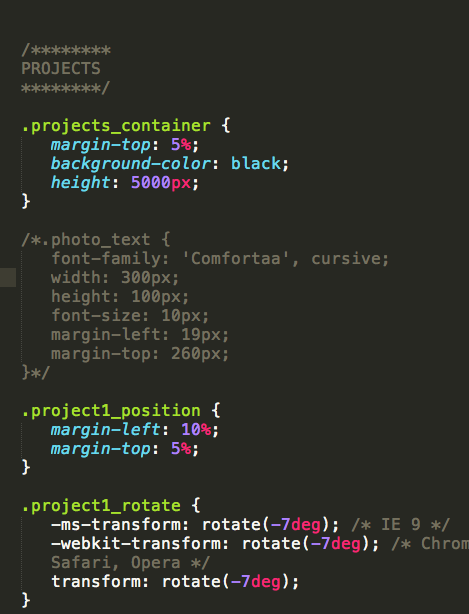 /********
PROJECTS
********/
.projects_container {
margin-top: 5%;
background-color: black;
height: 5000px;
}
/*.photo_text {
font-family: 'Comfortaa', cursive;
width: 300px;
height: 100px;
font-size: 10px;
margin-left: 19px;
margin-top: 260px;
}*/
.project1_position {
margin-left: 10%;
margin-top: 5%;
}
.project1_rotate {
-ms-transform: rotate(-7deg); /* IE 9 */
-webkit-transform: rotate(-7deg); /* Chrom
Safari, Opera */
transform: rotate(-7deg);
}